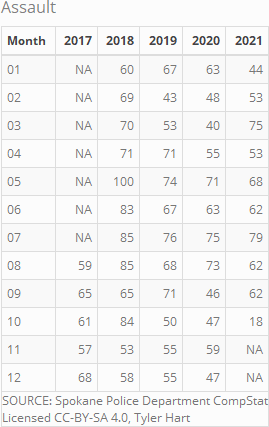 Assault
Month 2017 2018 2019 2020 2021
01 NA 60 67 63 44
02 NA 69 43 48 53
03 NA 70 53 40 75
04 NA 71 71 55 53
05 NA 100 74 71 68
06 NA 83 67 63 62
07 NA 85 76 75 79
08 59 85 68 73 62
09 65 65 71 46 62
10 61 84 50 47 18
11 57 53 55 59 NA
12 68 58 55 47 NA
SOURCE: Spokane Police Department CompStat
Licensed CC-BY-SA 4.0, Tyler Hart